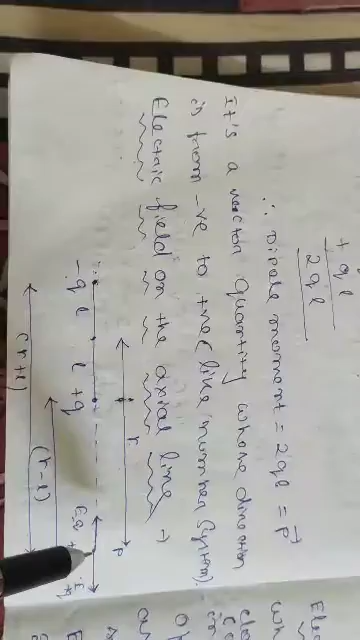 + ql
2ql
∴ Dipole moment = 2ql = p⃗
It's a vector quantity whose direction
is from -ve to +ve (like number system).
Electric field on the axial line →
r
p
-q l l +q
(r-l)
(r+l)